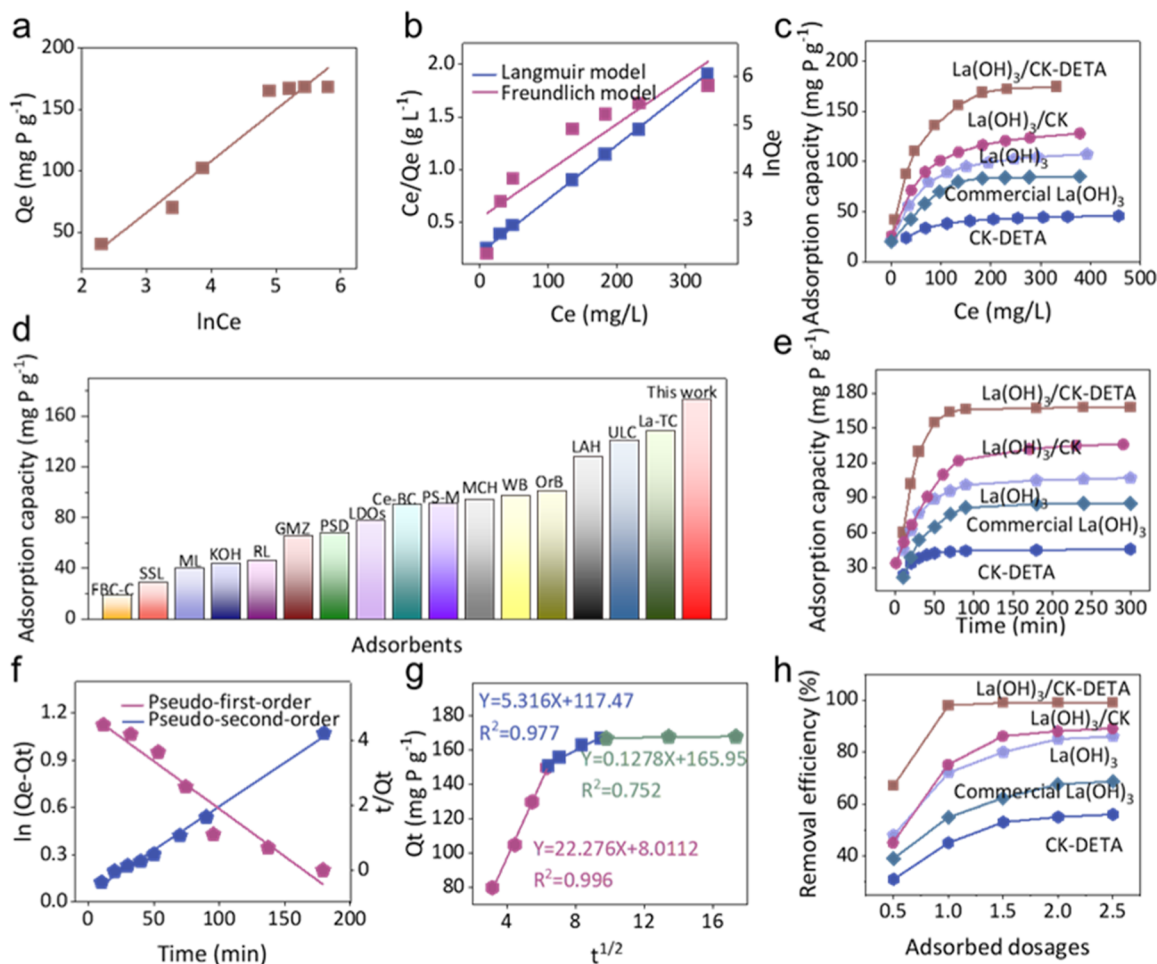 a
Qe (mg P g⁻¹)
200
150
100
50
2 3 4 5 6
lnCe
b
Ce/Qe (g L⁻¹)
2.0
1.5
1.0
0.5
Langmuir model
Freundlich model
6
5
4
3
lnQe
0 100 200 300
Ce (mg/L)
c
Adsorption capacity (mg P g⁻¹)
200
150
100
50
0
La(OH)₃/CK-DETA
La(OH)₃/CK
La(OH)₃
Commercial La(OH)₃
CK-DETA
0 100 200 300 400 500
Ce (mg/L)
d
Adsorption capacity (mg P g⁻¹)
160
120
80
40
0
FBC-C
SSL
ML
KOH
RL
GMZ
PSD
LDOs
Ce-BC
PS-M
MCH
WB
OrB
LAH
ULC
La-TC
This work
Adsorbents
e
Adsorption capacity (mg P g⁻¹)
180
150
120
90
60
30
La(OH)₃/CK-DETA
La(OH)₃/CK
La(OH)₃
Commercial La(OH)₃
CK-DETA
0 50 100 150 200 250 300
Time (min)
f
ln (Qe-Qt)
1.2
0.9
0.6
0.3
0.0
Pseudo-first-order
Pseudo-second-order
4
2
0
t/Qt
0 50 100 150 200
Time (min)
g
Qt (mg P g⁻¹)
180
160
140
120
100
80
Y=5.316X+117.47
R²=0.977
Y=0.1278X+165.95
R²=0.752
Y=22.276X+8.0112
R²=0.996
4 8 12 16
t¹/²
h
Removal efficiency (%)
100
80
60
40
La(OH)₃/CK-DETA
La(OH)₃/CK
La(OH)₃
Commercial La(OH)₃
CK-DETA
0.5 1.0 1.5 2.0 2.5
Adsorbed dosages